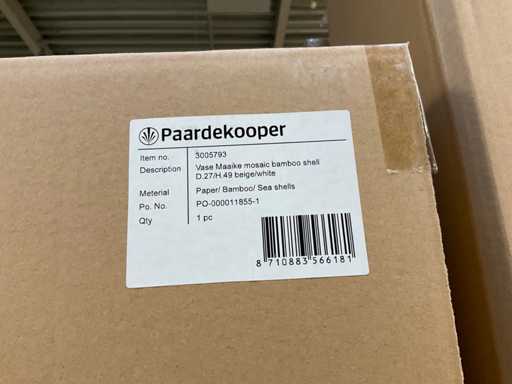 Paardekooper
Item no. 3005793
Description Vase Maaike mosaic bamboo shell
D.27/H.49 beige/white
Material Paper/ Bamboo/ Sea shells
Po. No. PO-000011855-1
Qty 1 pc
8 710883 566181